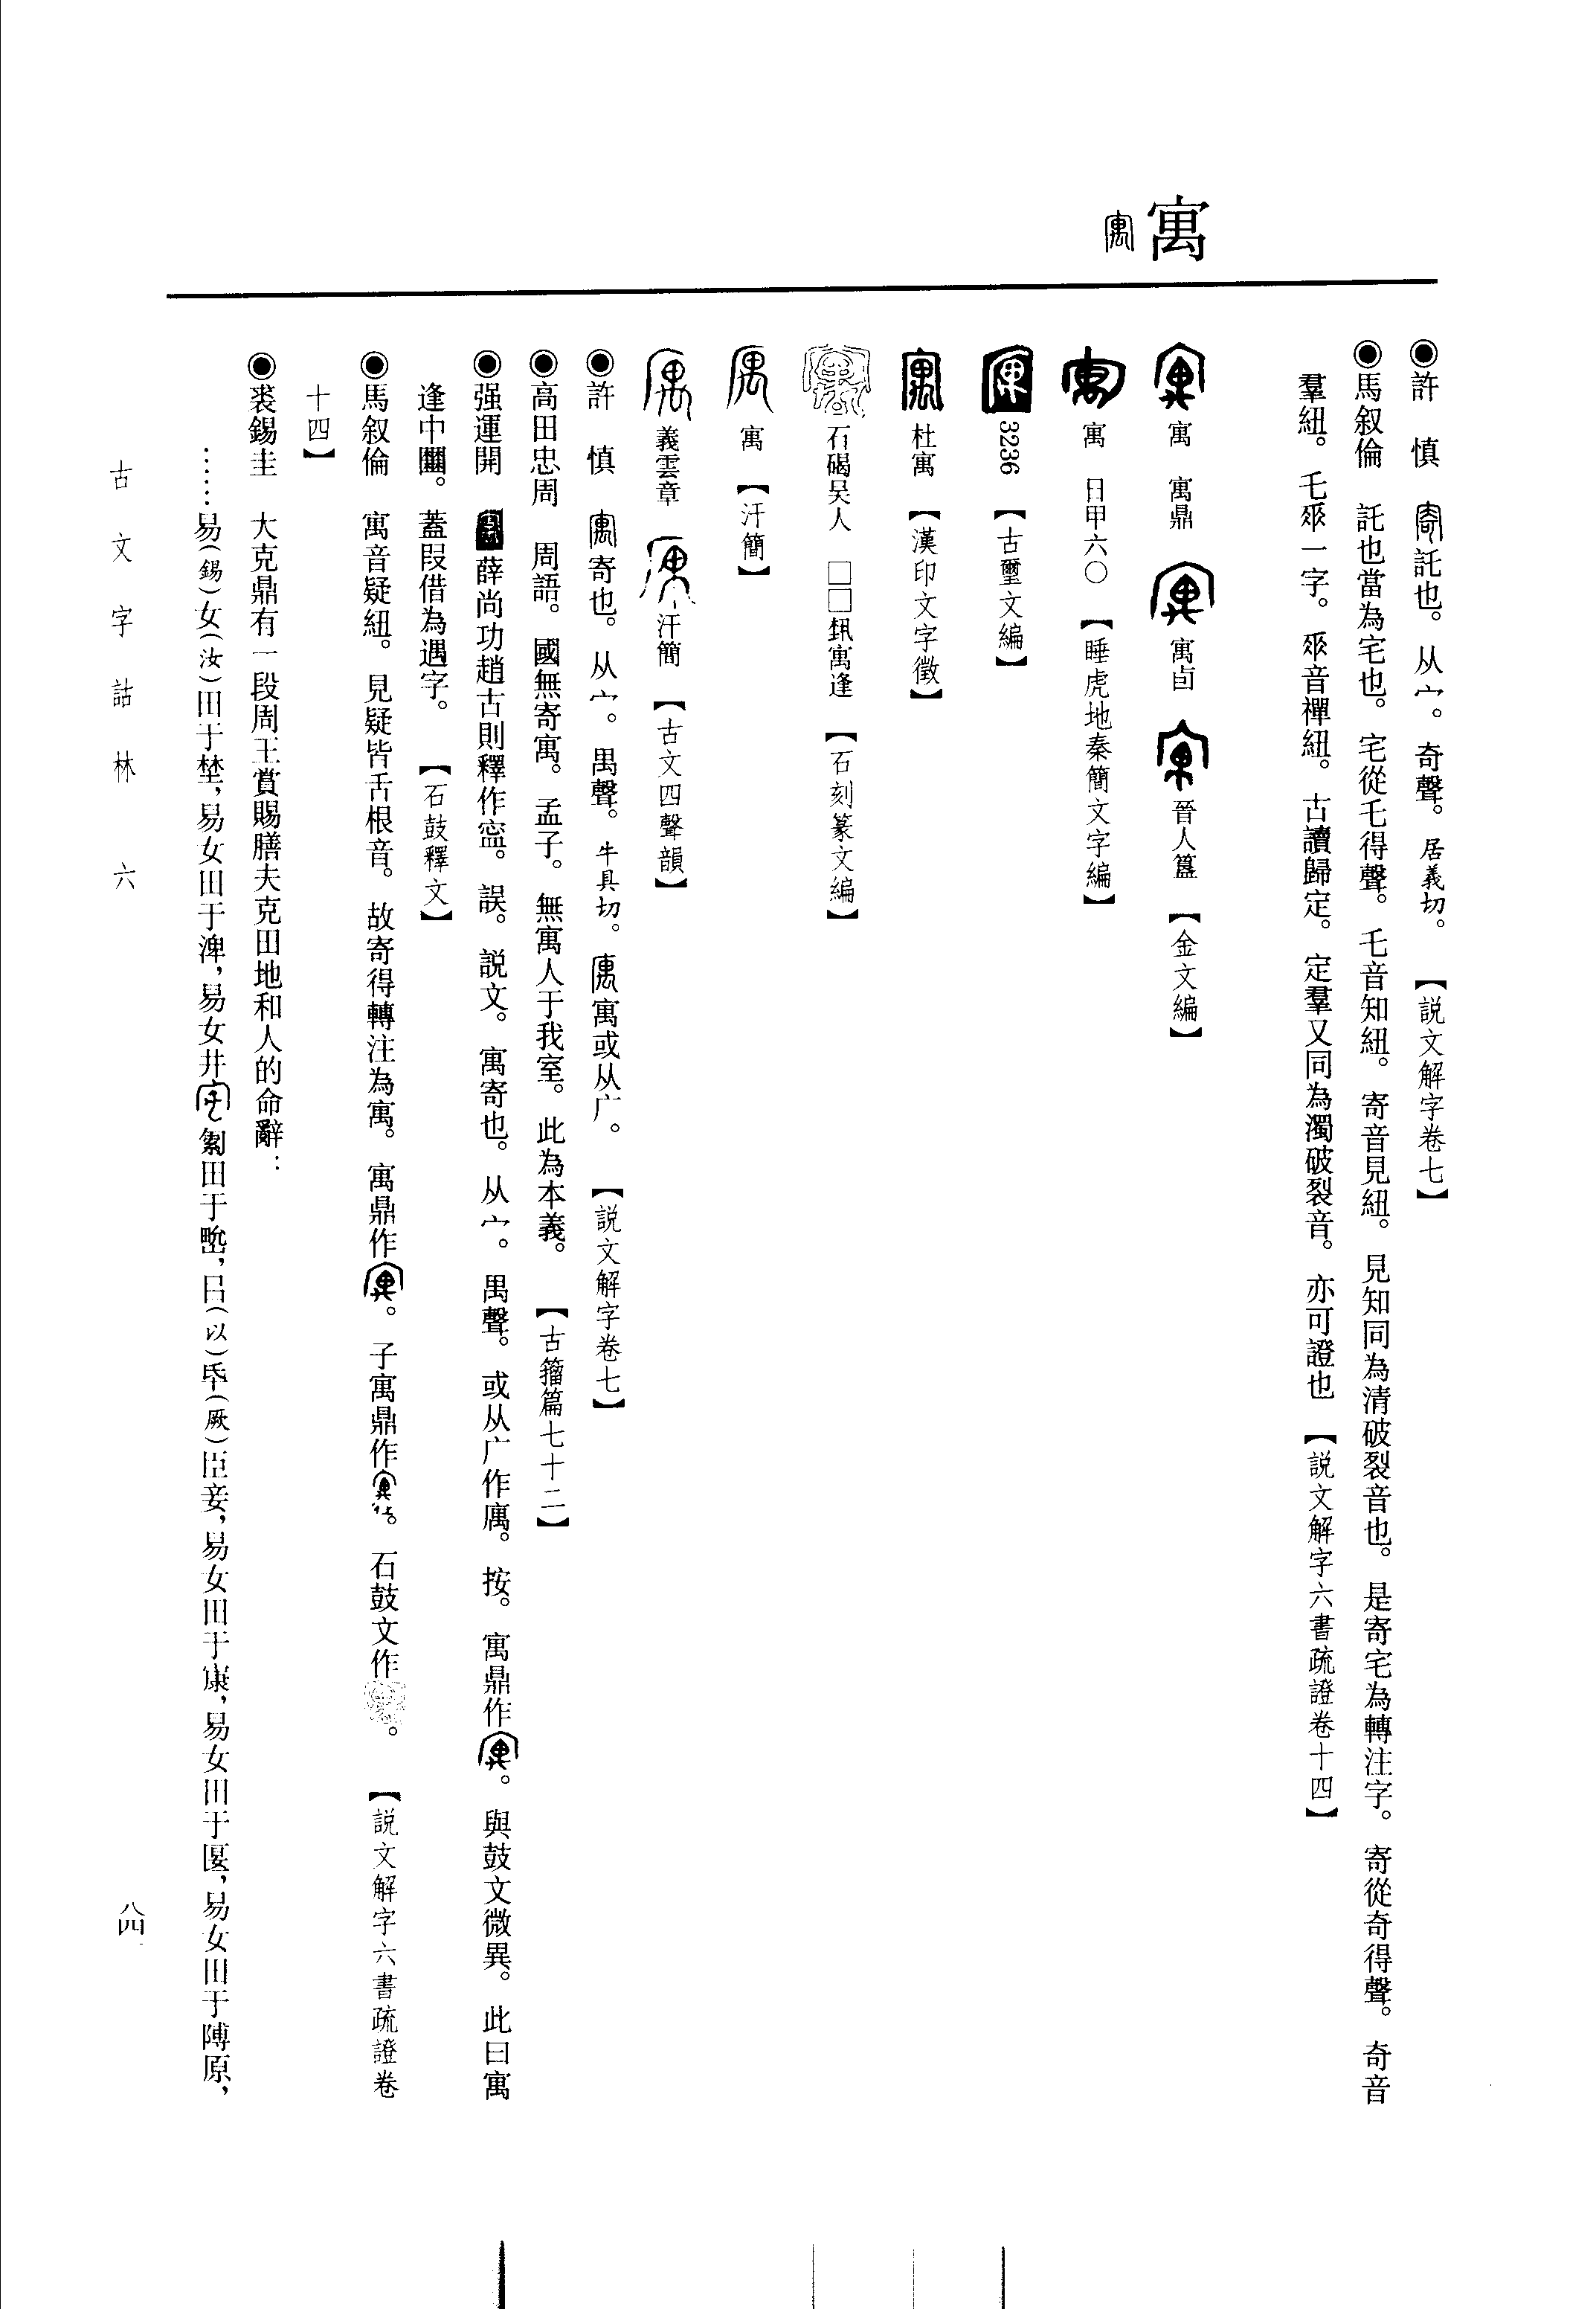 寓
許　慎　託也。从宀。奇聲。居義切。【説文解字卷七】
馬叙倫　託也當為宅也。宅從乇得聲。乇音知紐。寄音見紐。見知同為清破裂音也。是寄宅為轉注字。寄從奇得聲。奇音
羣紐。乇𠂹一字。𠂹音禪紐。古讀歸定。定羣又同為濁破裂音。亦可證也　【説文解字六書疏證卷十四】
寓　寓鼎　寓卣　晉人簋　【金文編】
寓　日甲六〇　【睡虎地秦簡文字編】
3236　【古璽文編】
杜寓　【漢印文字徵】
石碣吴人　□□寓逢　【石刻篆文編】
寓　【汗簡】
義雲章　汗簡　【古文四聲韻】
許　慎　寄也。从宀。禺聲。牛具切。寓或从广。　【説文解字卷七】
高田忠周　周語。國無寄寓。孟子。無寓人于我室。此為本義。　【古籀篇七十二】
强運開　薛尚功趙古則釋作寍。誤。説文。寓寄也。从宀。禺聲。或从广作庽。按。寓鼎作。與鼓文微異。此曰寓
逢中囿。蓋叚借為遇字。　【石鼓釋文】
馬叙倫　寓音疑紐。見疑皆舌根音。故寄得轉注為寓。寓鼎作。子寓鼎作。石鼓文作。　【説文解字六書疏證卷
十四】
裘錫圭　大克鼎有一段周王賞賜膳夫克田地和人的命辭：
……易（錫）女（汝）田于埜，易女田于渒，易女井田于，㠯（以）氒（厥）臣妾，易女田于康，易女田于匽，易女田于䧛原，
古文字詁林　六
八四